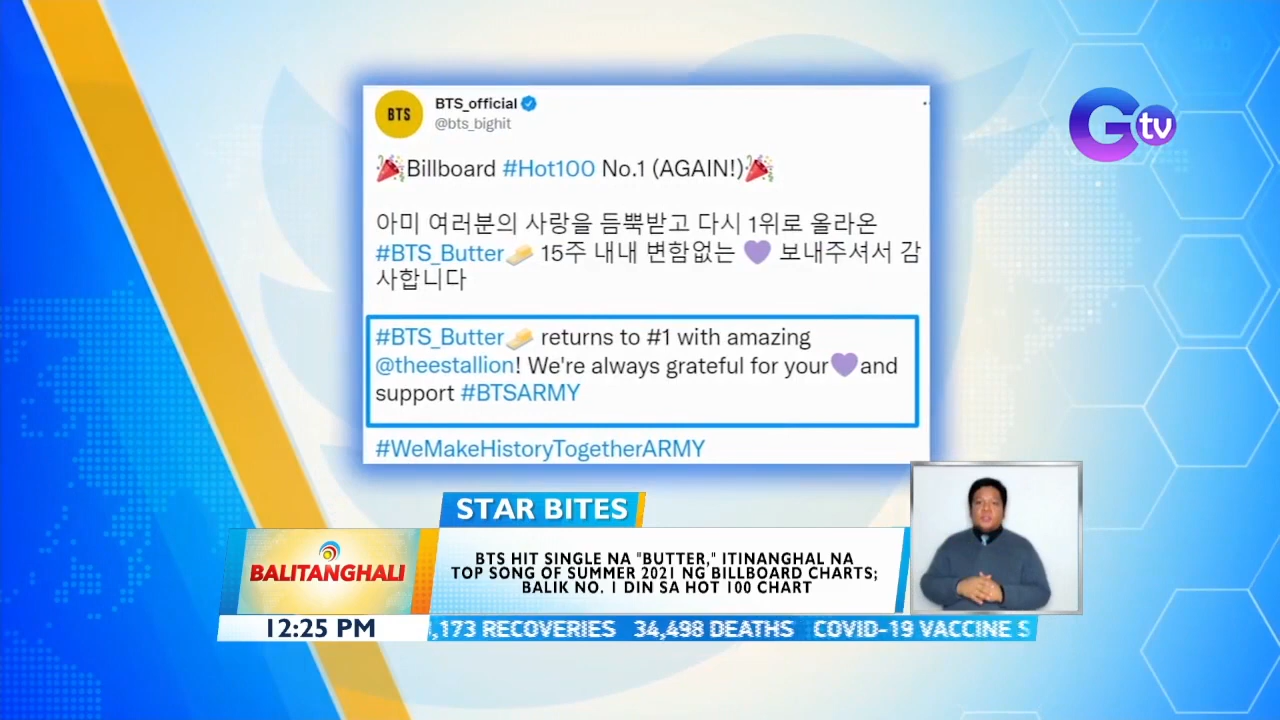 BTS
BTS_official
@bts_bighit
Billboard #Hot100 No.1 (AGAIN!)
아미 여러분의 사랑을 듬뿍받고 다시 1위로 올라온
#BTS_Butter 🧈 15주 내내 변함없는 💜 보내주셔서 감
사합니다
#BTS_Butter 🧈 returns to #1 with amazing
@theestallion! We're always grateful for your 💜 and
support #BTSARMY
#WeMakeHistoryTogetherARMY
Gtv
STAR BITES
BTS HIT SINGLE NA "BUTTER," ITINANGHAL NA
TOP SONG OF SUMMER 2021 NG BILLBOARD CHARTS;
BALIK NO. 1 DIN SA HOT 100 CHART
BALITANGHALI
12:25 PM
,173 RECOVERIES 34,498 DEATHS COVID-19 VACCINE S